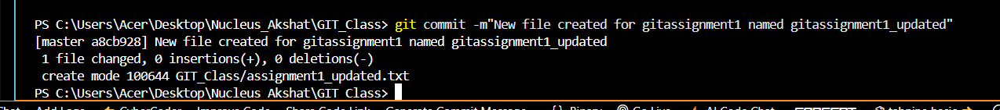 PS C:\Users\Acer\Desktop\Nucleus_Akshat\GIT_Class> git commit -m"New file created for gitassignment1 named gitassignment1_updated"
[master a8cb928] New file created for gitassignment1 named gitassignment1_updated
 1 file changed, 0 insertions(+), 0 deletions(-)
 create mode 100644 GIT_Class/assignment1_updated.txt
PS C:\Users\Acer\Desktop\Nucleus_Akshat\GIT_Class>